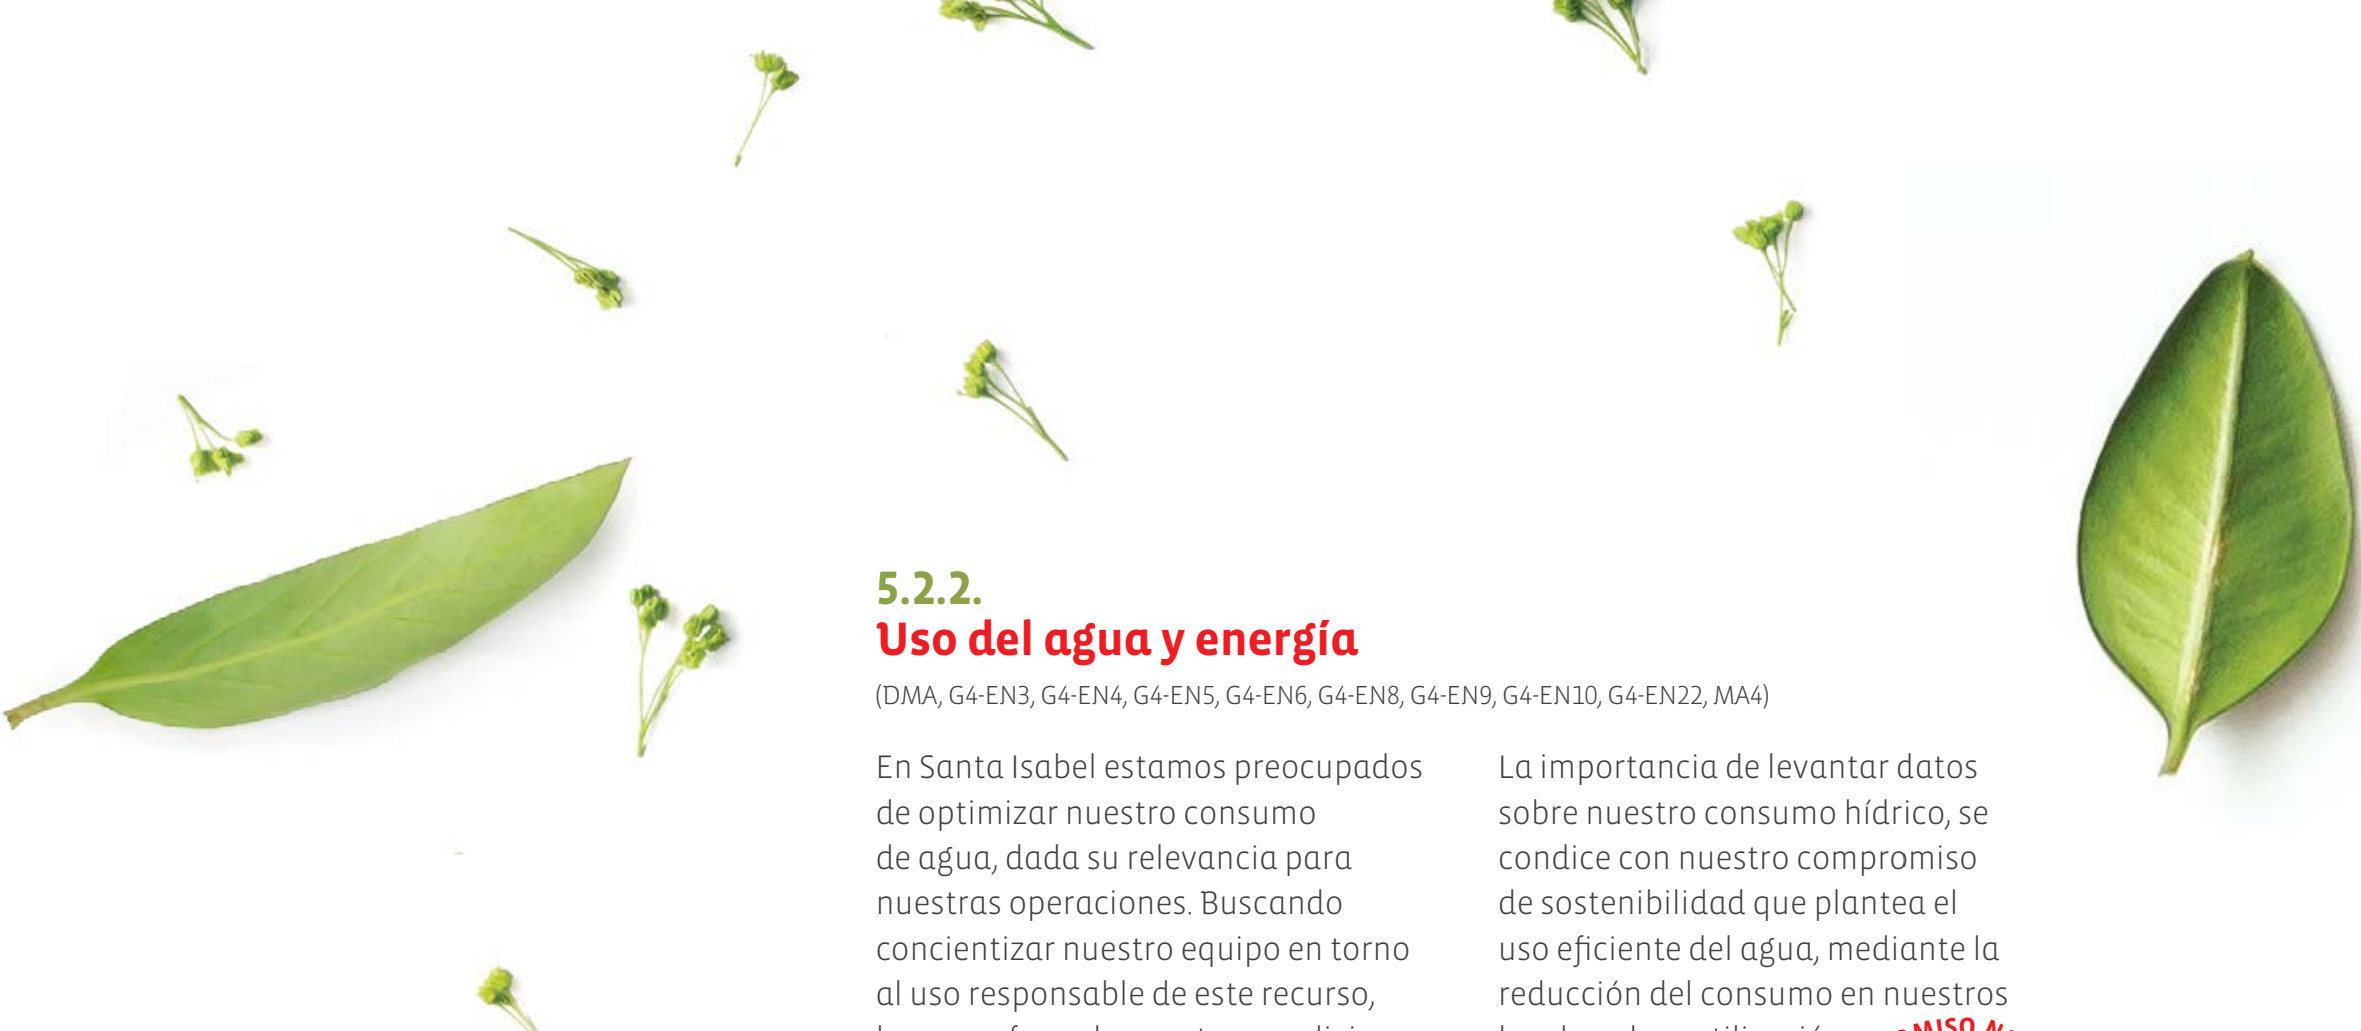 5.2.2.
Uso del agua y energía
(DMA, G4-EN3, G4-EN4, G4-EN5, G4-EN6, G4-EN8, G4-EN9, G4-EN10, G4-EN22, MA4)
En Santa Isabel estamos preocupados
de optimizar nuestro consumo
de agua, dada su relevancia para
nuestras operaciones. Buscando
concientizar nuestro equipo en torno
al uso responsable de este recurso,
La importancia de levantar datos
sobre nuestro consumo hídrico, se
condice con nuestro compromiso
de sostenibilidad que plantea el
uso eficiente del agua, mediante la
reducción del consumo en nuestros